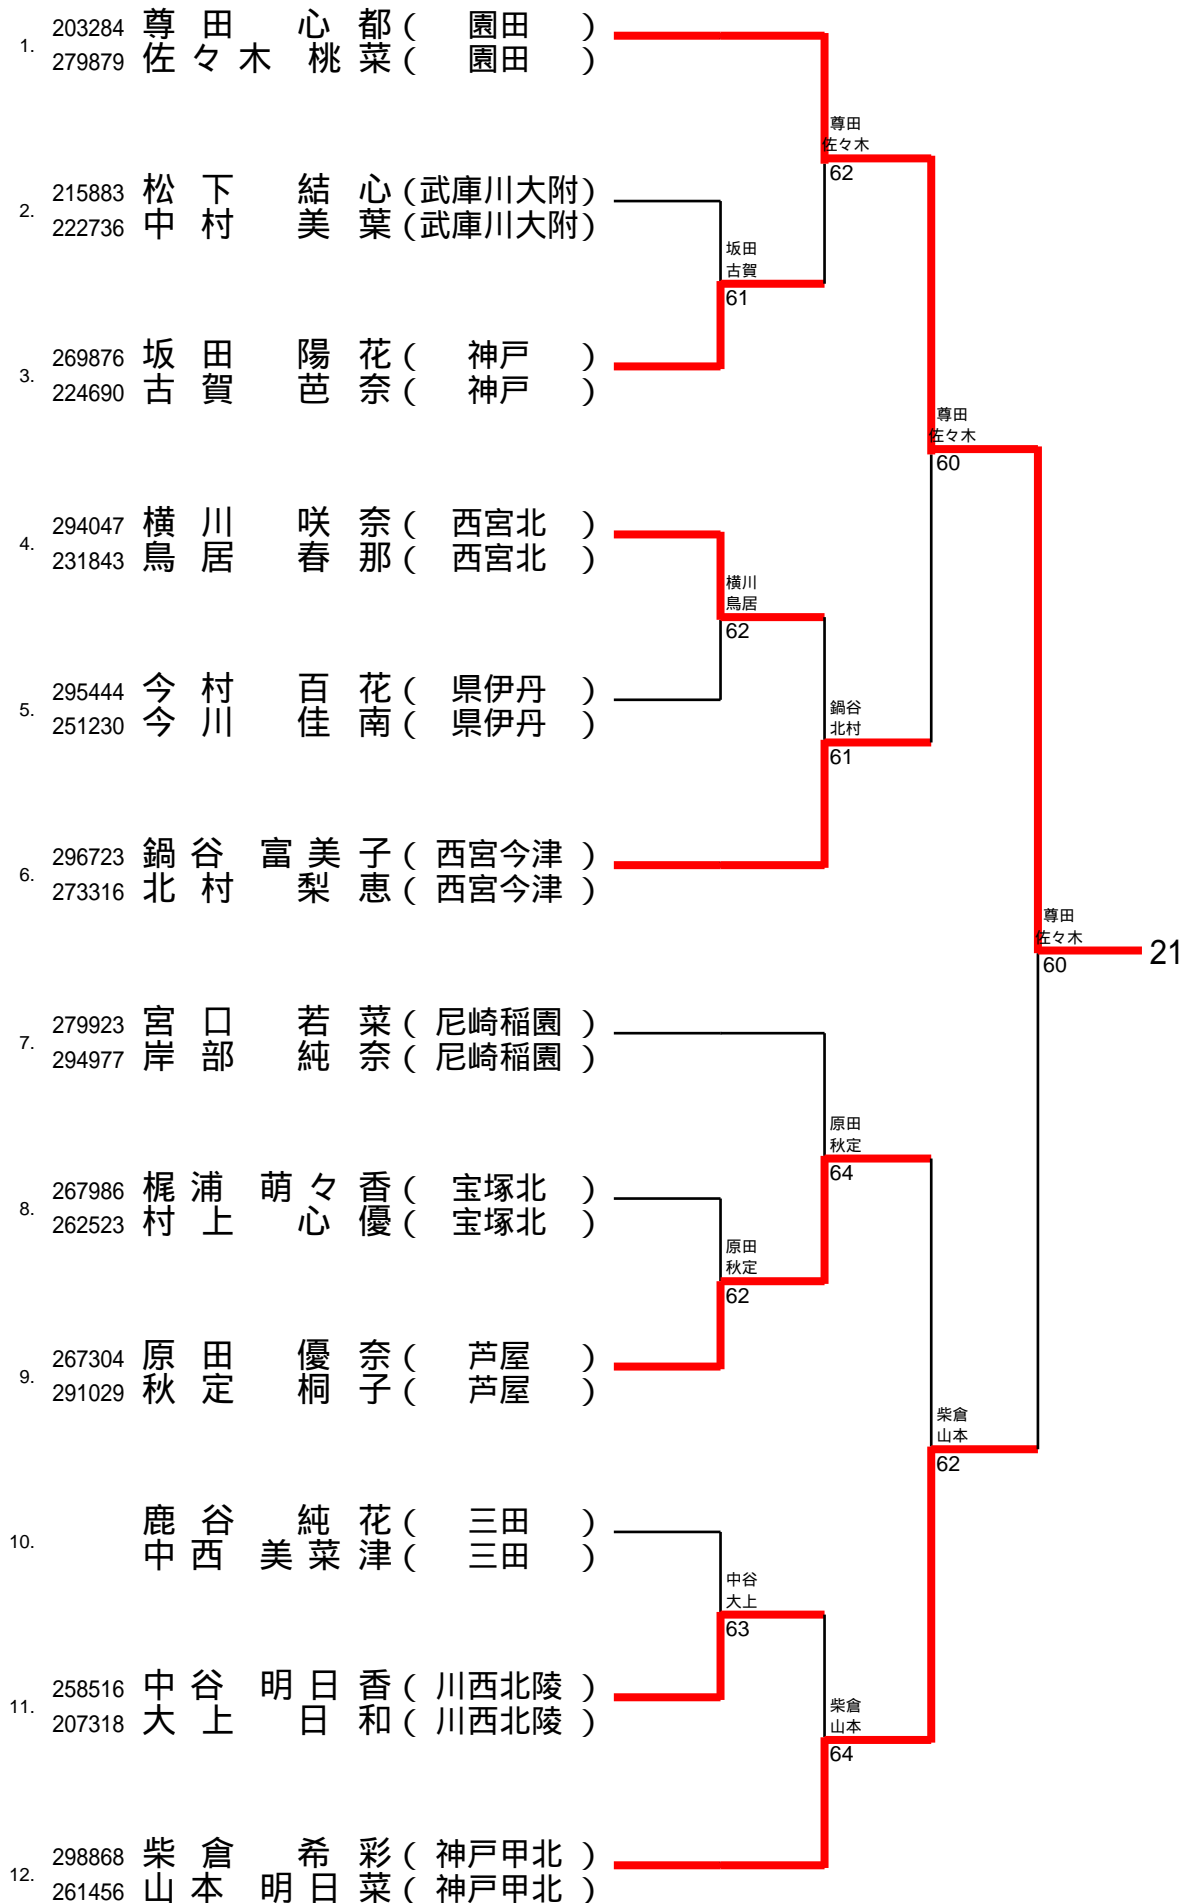 1. 203284 尊田 心都 ( 園田 )
279879 佐々木 桃菜 ( 園田 )
尊田
佐々木
62
2. 215883 松下 結心 (武庫川大附)
222736 中村 美葉 (武庫川大附)
坂田
古賀
61
3. 269876 坂田 陽花 ( 神戸 )
224690 古賀 芭奈 ( 神戸 )
尊田
佐々木
60
4. 294047 横川 咲奈 ( 西宮北 )
231843 鳥居 春那 ( 西宮北 )
横川
鳥居
62
5. 295444 今村 百花 ( 県伊丹 )
251230 今川 佳南 ( 県伊丹 )
鍋谷
北村
61
6. 296723 鍋谷 富美子 ( 西宮今津 )
273316 北村 梨恵 ( 西宮今津 )
尊田
佐々木
60
21
7. 279923 宮口 若菜 ( 尼崎稲園 )
294977 岸部 純奈 ( 尼崎稲園 )
原田
秋定
64
8. 267986 梶浦 萌々香 ( 宝塚北 )
262523 村上 心優 ( 宝塚北 )
原田
秋定
62
9. 267304 原田 優奈 ( 芦屋 )
291029 秋定 桐子 ( 芦屋 )
柴倉
山本
62
10. 鹿谷 純花 ( 三田 )
中西 美菜津 ( 三田 )
中谷
大上
63
11. 258516 中谷 明日香 ( 川西北陵 )
207318 大上 日和 ( 川西北陵 )
柴倉
山本
64
12. 298868 柴倉 希彩 ( 神戸甲北 )
261456 山本 明日菜 ( 神戸甲北 )